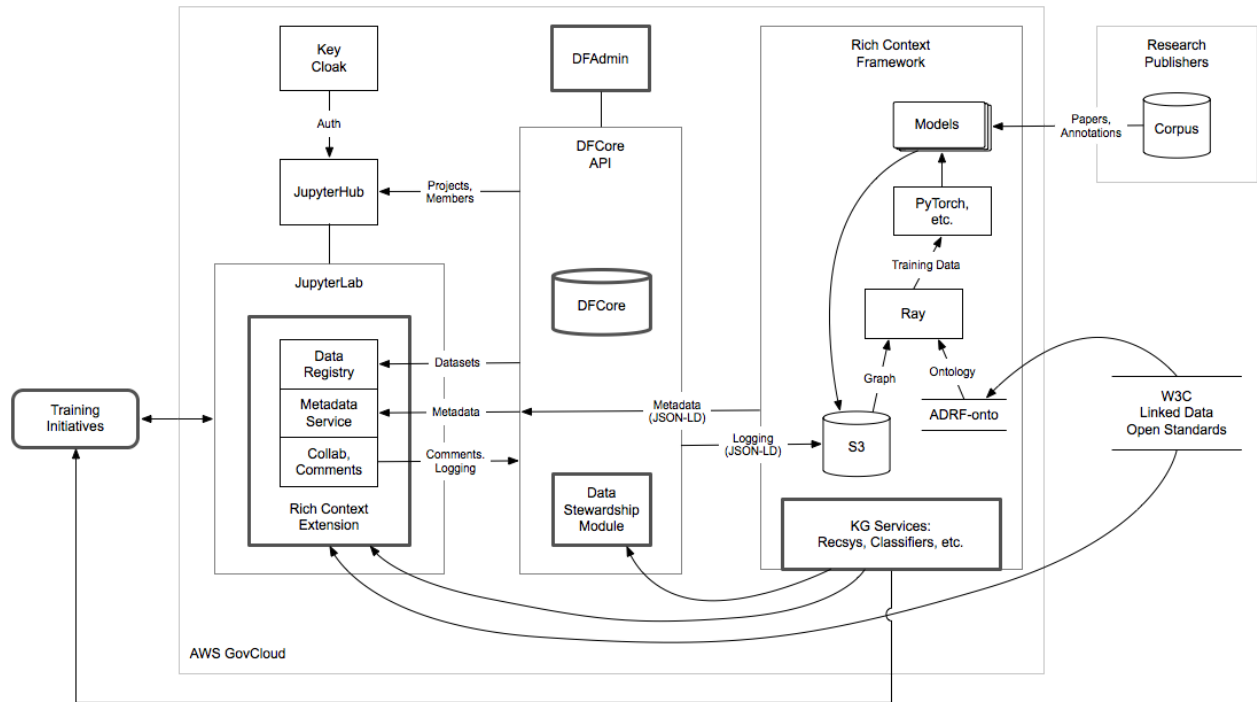 Key
Cloak
DFAdmin
Rich Context
Framework
Research
Publishers
Models
Papers,
Annotations
Corpus
Auth
DFCore
API
JupyterHub
Projects,
Members
PyTorch,
etc.
Training Data
JupyterLab
DFCore
Ray
Data
Registry
Datasets
Graph
Ontology
Metadata
Service
Metadata
Metadata
(JSON-LD)
ADRF-onto
W3C
Linked Data
Open Standards
Training
Initiatives
Collab,
Comments
Comments.
Logging
Logging
(JSON-LD)
S3
Rich Context
Extension
Data
Stewardship
Module
KG Services:
Recsys, Classifiers, etc.
AWS GovCloud